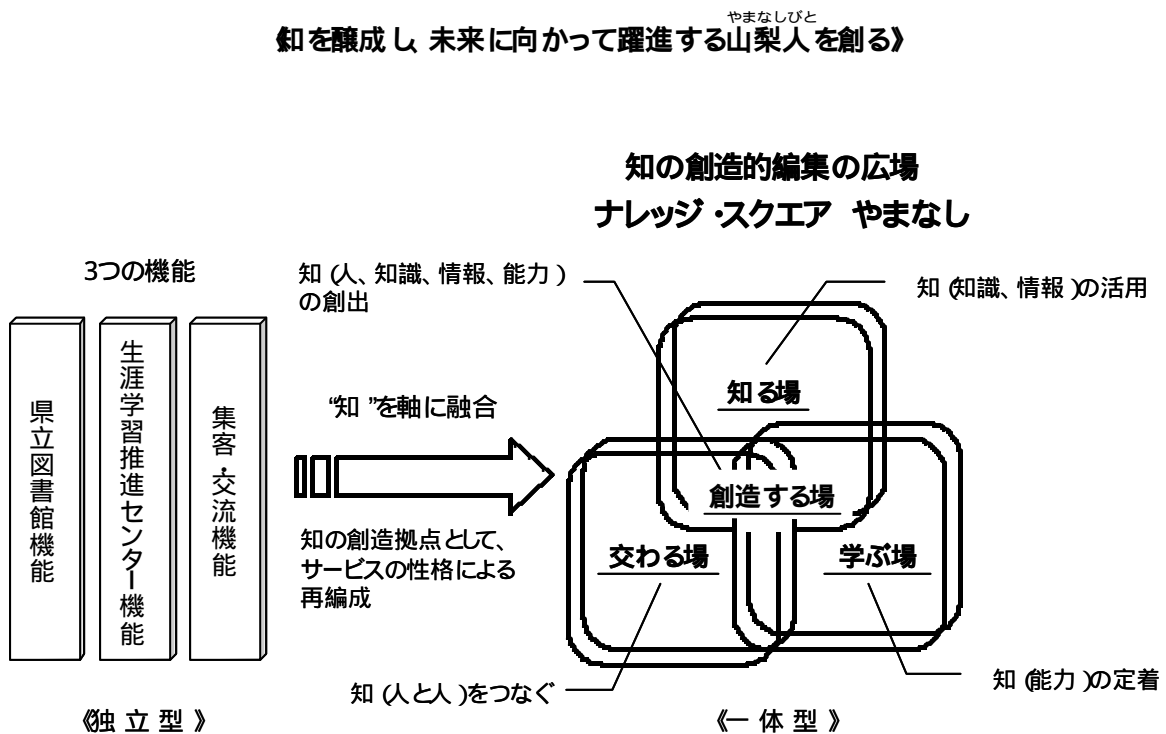 やまなしびと
《知を醸成し、未来に向かって躍進する山梨人を創る》
知の創造的編集の広場
ナレッジ・スクエア やまなし
3つの機能
県立図書館機能
生涯学習推進センター機能
集客・交流機能
《独立型》
“知”を軸に融合
知の創造拠点として、
サービスの性格による
再編成
知(人、知識、情報、能力)
の創出
知(知識、情報)の活用
知る場
創造する場
交わる場
学ぶ場
知(人と人)をつなぐ
知(能力)の定着
《一体型》